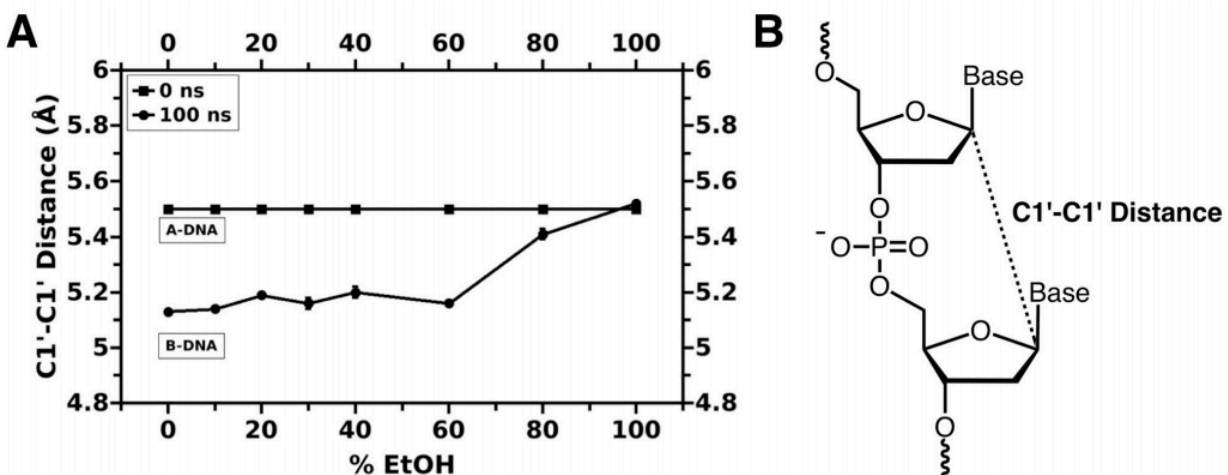 A
0 20 40 60 80 100
6 6
0 ns
100 ns
5.8 5.8
5.6 5.6
A-DNA
5.4 5.4
5.2 5.2
B-DNA
5 5
4.8 4.8
0 20 40 60 80 100
% EtOH
C1'-C1' Distance (Å)
B
O
Base
O
O
C1'-C1' Distance
−
O P O
O
Base
O
O